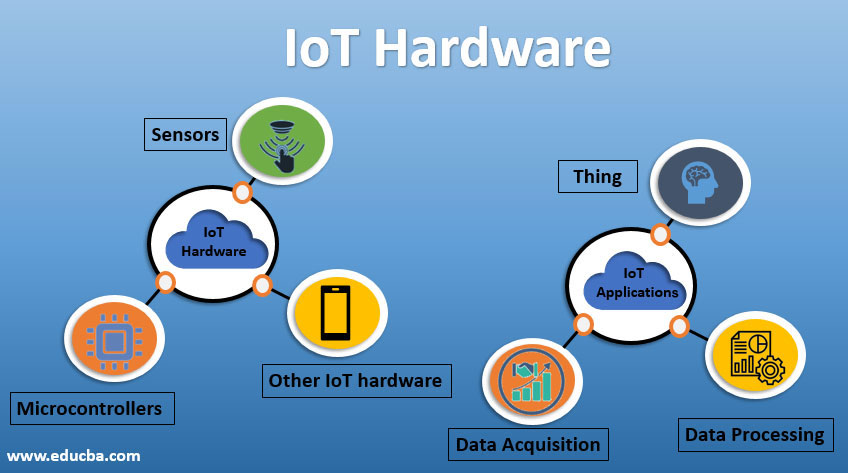 IoT Hardware
Sensors
IoT
Hardware
Other IoT hardware
Microcontrollers
Thing
IoT
Applications
Data Acquisition
Data Processing
www.educba.com